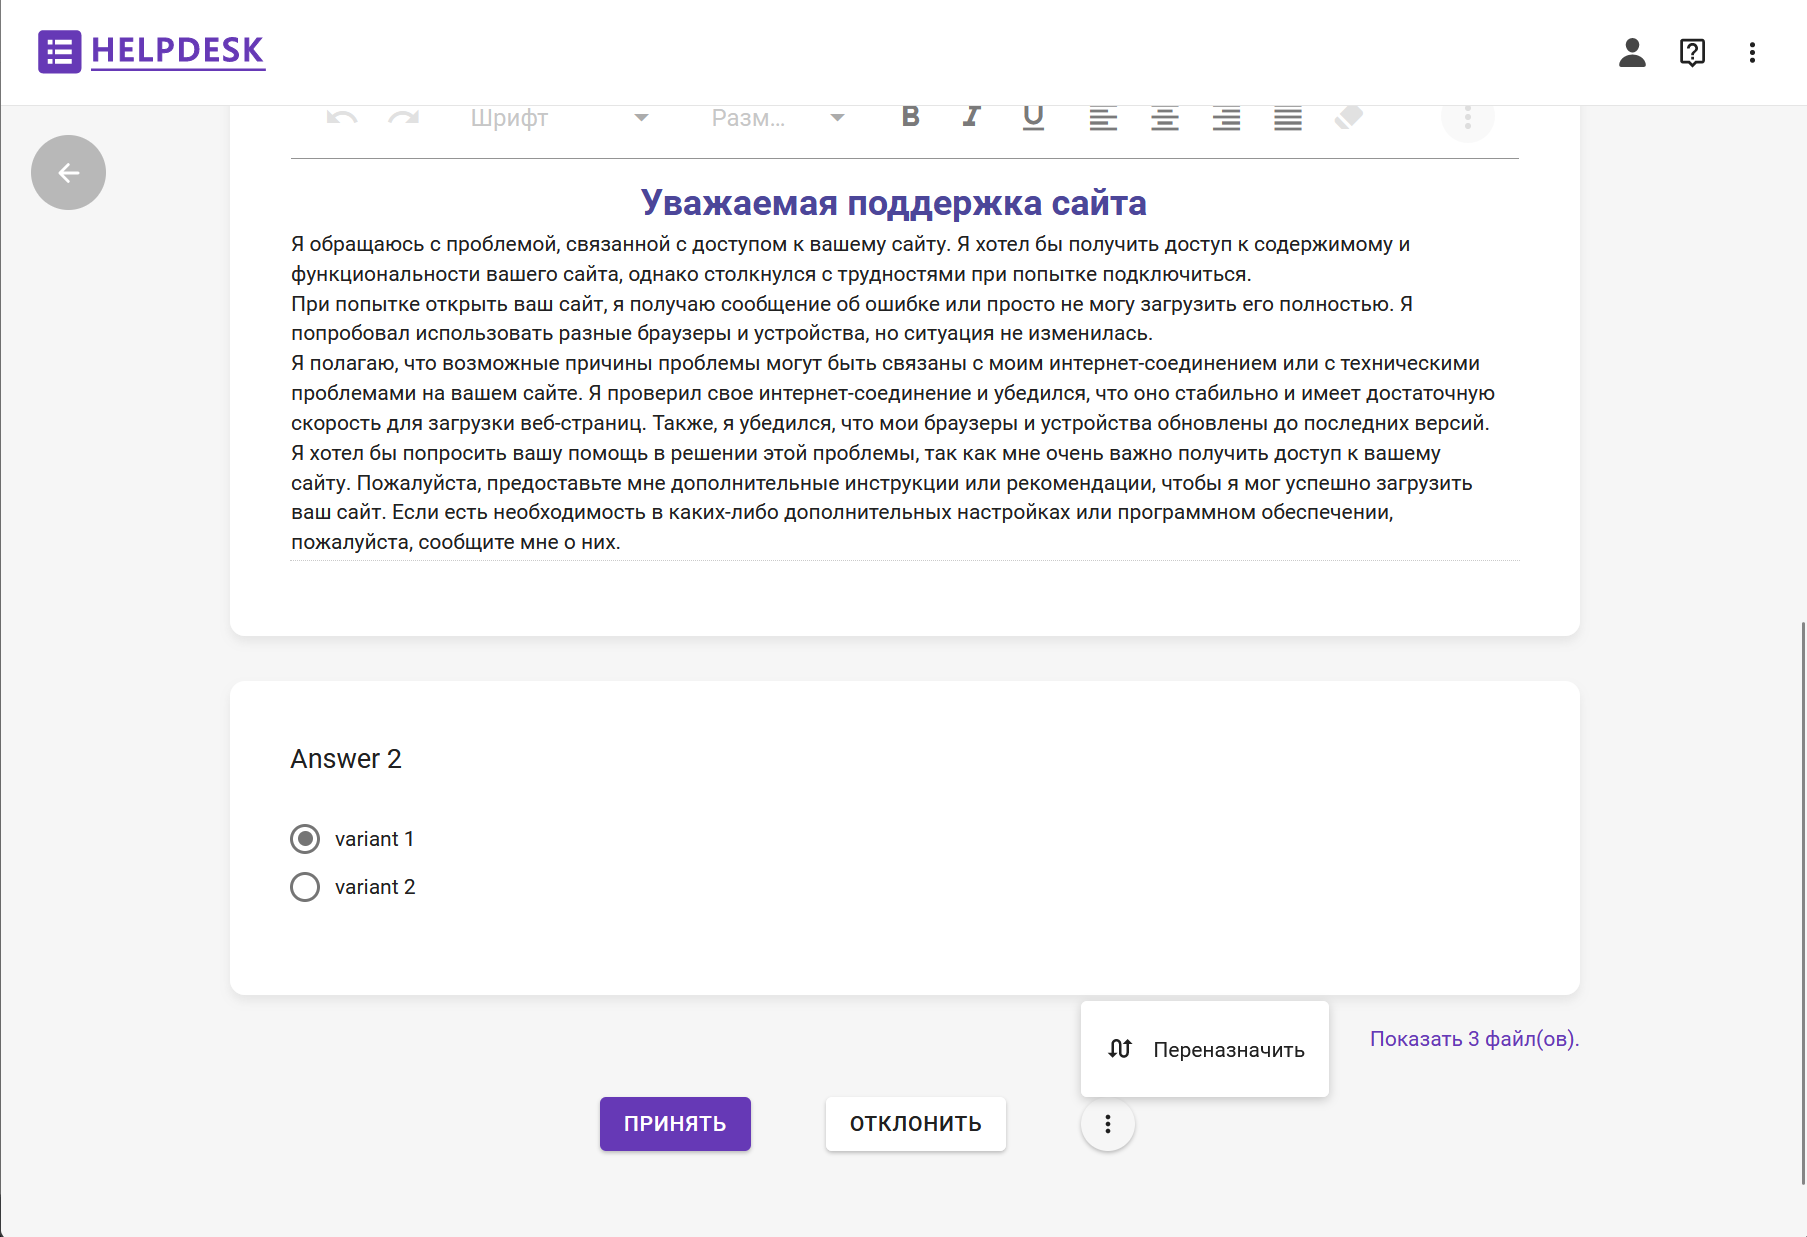 HELPDESK
Шрифт
Разм...
Уважаемая поддержка сайта
Я обращаюсь с проблемой, связанной с доступом к вашему сайту. Я хотел бы получить доступ к содержимому и
функциональности вашего сайта, однако столкнулся с трудностями при попытке подключиться.
При попытке открыть ваш сайт, я получаю сообщение об ошибке или просто не могу загрузить его полностью. Я
попробовал использовать разные браузеры и устройства, но ситуация не изменилась.
Я полагаю, что возможные причины проблемы могут быть связаны с моим интернет-соединением или с техническими
проблемами на вашем сайте. Я проверил свое интернет-соединение и убедился, что оно стабильно и имеет достаточную
скорость для загрузки веб-страниц. Также, я убедился, что мои браузеры и устройства обновлены до последних версий.
Я хотел бы попросить вашу помощь в решении этой проблемы, так как мне очень важно получить доступ к вашему
сайту. Пожалуйста, предоставьте мне дополнительные инструкции или рекомендации, чтобы я мог успешно загрузить
ваш сайт. Если есть необходимость в каких-либо дополнительных настройках или программном обеспечении,
пожалуйста, сообщите мне о них.
Answer 2
variant 1
variant 2
Переназначить
Показать 3 файл(ов).
ПРИНЯТЬ
ОТКЛОНИТЬ